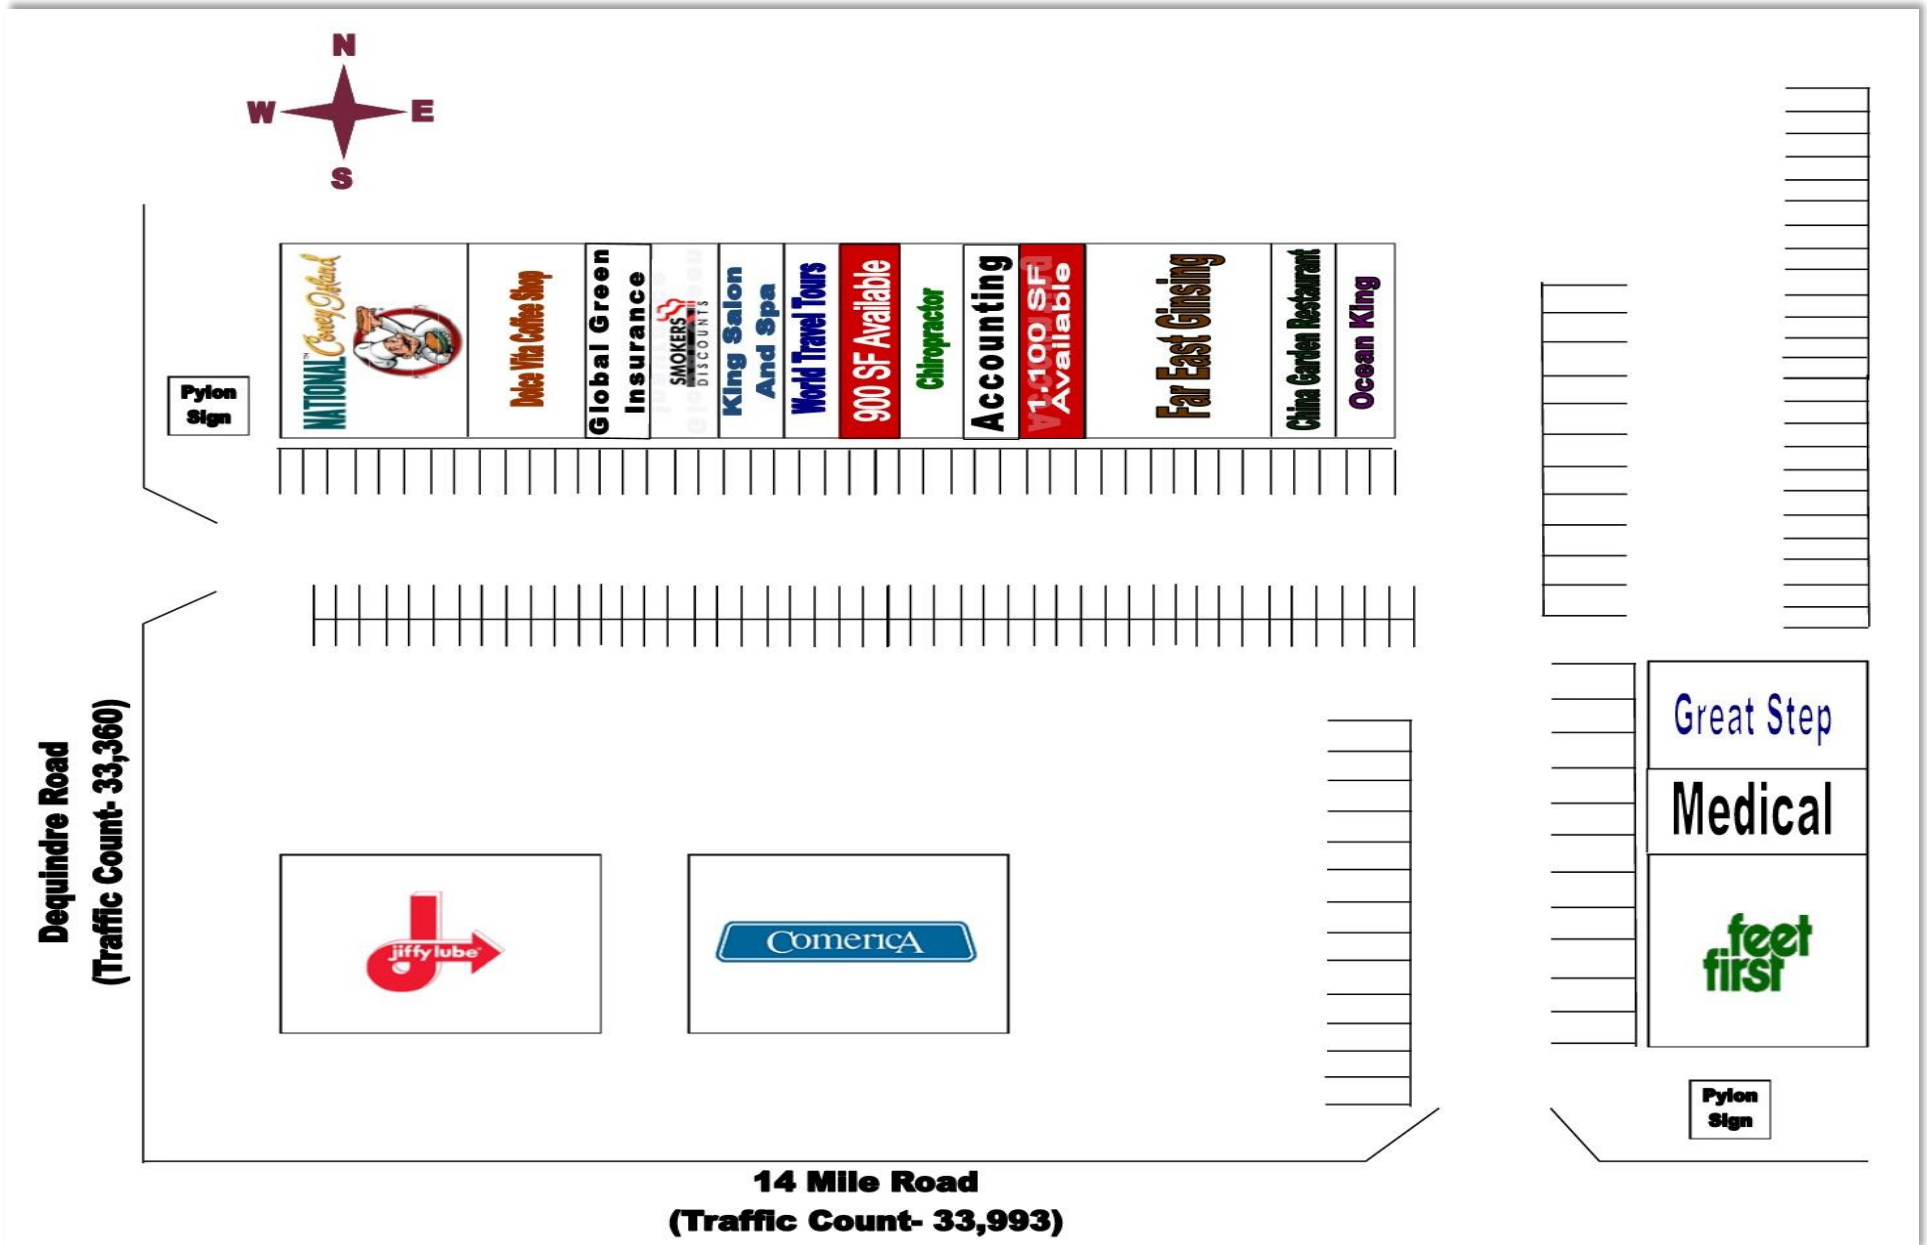 N
W E
S
Pylon
Sign
NATIONAL Coney Island
Dolce Vita Coffee Shop
Global Green
Insurance
SMOKERS
DISCOUNTS
King Salon
And Spa
World Travel Tours
900 SF Available
Chiropractor
Accounting
1,100 SF
Available
Far East Ginsing
China Garden Restaurant
Ocean King
Dequindre Road
(Traffic Count- 33,360)
Great Step
Medical
feet
first
jiffy lube
ComericA
Pylon
Sign
14 Mile Road
(Traffic Count- 33,993)